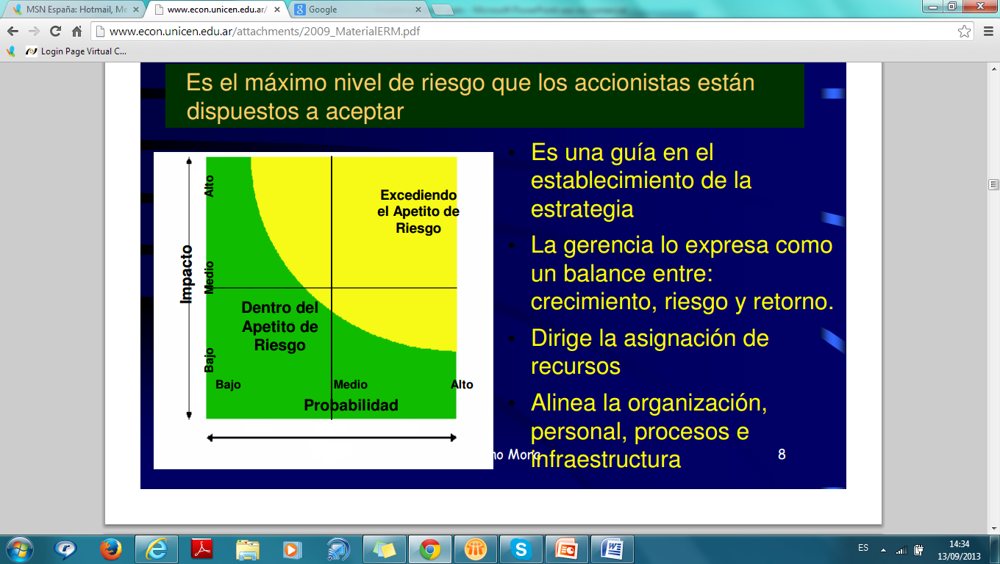 MSN España: Hotmail, Me
www.econ.unicen.edu.ar/
Google
www.econ.unicen.edu.ar/attachments/2009_MaterialERM.pdf
Login Page Virtual C...
Es el máximo nivel de riesgo que los accionistas están
dispuestos a aceptar
Impacto
Alto
Medio
Bajo
Excediendo
el Apetito de
Riesgo
Dentro del
Apetito de
Riesgo
Bajo Medio Alto
Probabilidad
• Es una guía en el
establecimiento de la
estrategia
• La gerencia lo expresa como
un balance entre:
crecimiento, riesgo y retorno.
• Dirige la asignación de
recursos
• Alinea la organización,
personal, procesos e
infraestructura
8
ES
14:34
13/09/2013